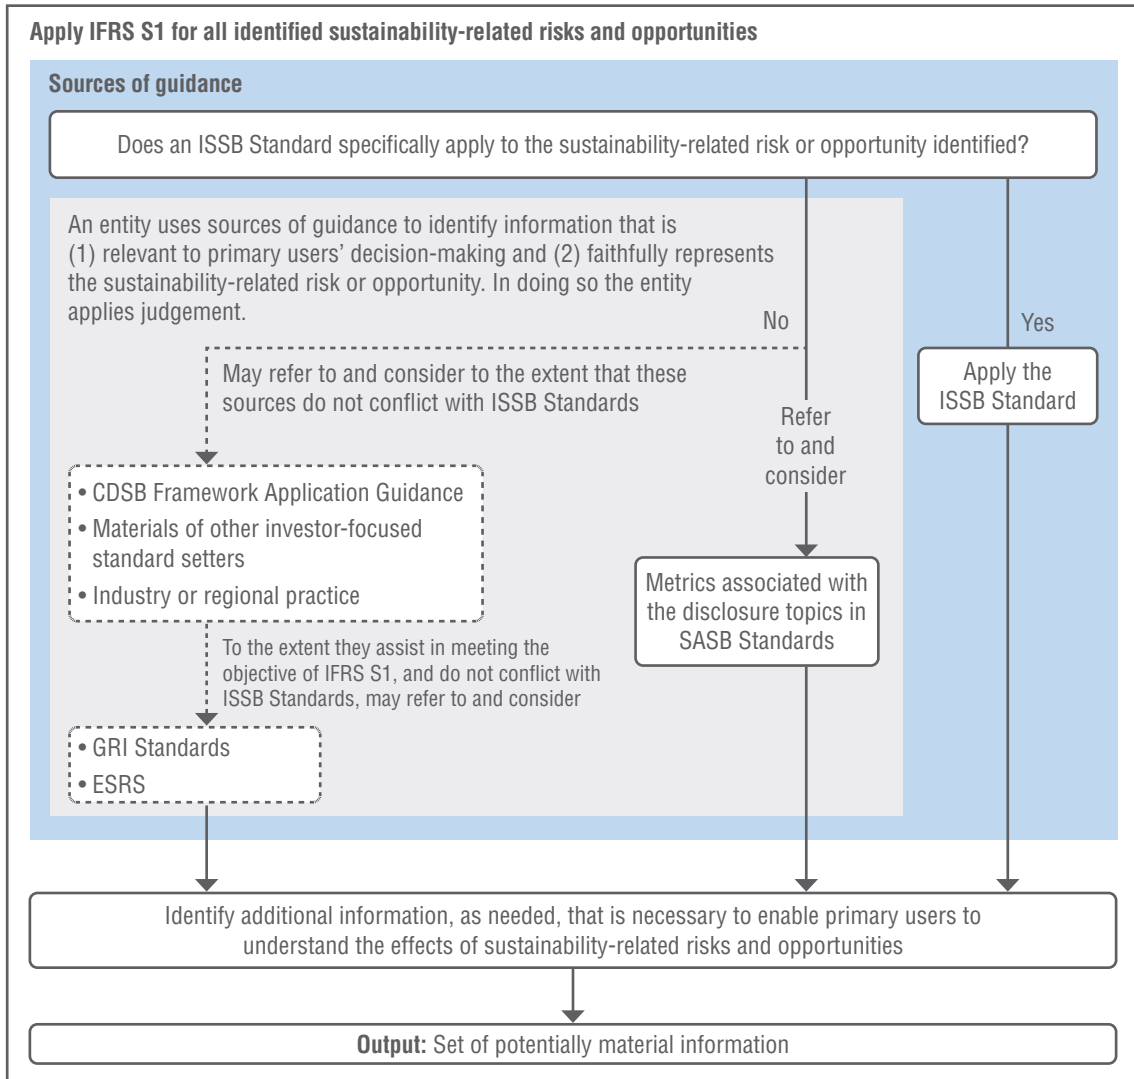 Apply IFRS S1 for all identified sustainability-related risks and opportunities
Sources of guidance
Does an ISSB Standard specifically apply to the sustainability-related risk or opportunity identified?
An entity uses sources of guidance to identify information that is
(1) relevant to primary users’ decision-making and (2) faithfully represents
the sustainability-related risk or opportunity. In doing so the entity
applies judgement.
No
Yes
May refer to and consider to the extent that these
sources do not conflict with ISSB Standards
Apply the
ISSB Standard
Refer
to and
consider
• CDSB Framework Application Guidance
• Materials of other investor-focused
standard setters
• Industry or regional practice
Metrics associated with
the disclosure topics in
SASB Standards
To the extent they assist in meeting the
objective of IFRS S1, and do not conflict with
ISSB Standards, may refer to and consider
• GRI Standards
• ESRS
Identify additional information, as needed, that is necessary to enable primary users to
understand the effects of sustainability-related risks and opportunities
Output: Set of potentially material information